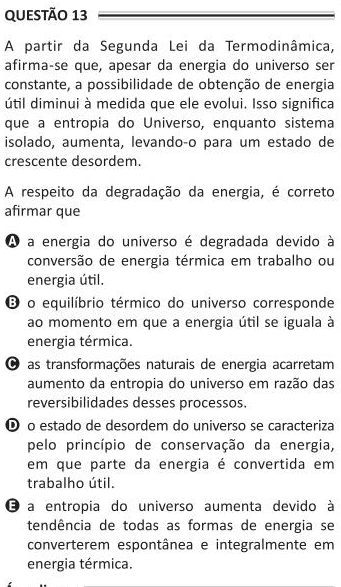 QUESTÃO 13
A partir da Segunda Lei da Termodinâmica,
afirma-se que, apesar da energia do universo ser
constante, a possibilidade de obtenção de energia
útil diminui à medida que ele evolui. Isso significa
que a entropia do Universo, enquanto sistema
isolado, aumenta, levando-o para um estado de
crescente desordem.
A respeito da degradação da energia, é correto
afirmar que
A a energia do universo é degradada devido à
conversão de energia térmica em trabalho ou
energia útil.
B o equilíbrio térmico do universo corresponde
ao momento em que a energia útil se iguala à
energia térmica.
C as transformações naturais de energia acarretam
aumento da entropia do universo em razão das
reversibilidades desses processos.
D o estado de desordem do universo se caracteriza
pelo princípio de conservação da energia,
em que parte da energia é convertida em
trabalho útil.
E a entropia do universo aumenta devido à
tendência de todas as formas de energia se
converterem espontânea e integralmente em
energia térmica.